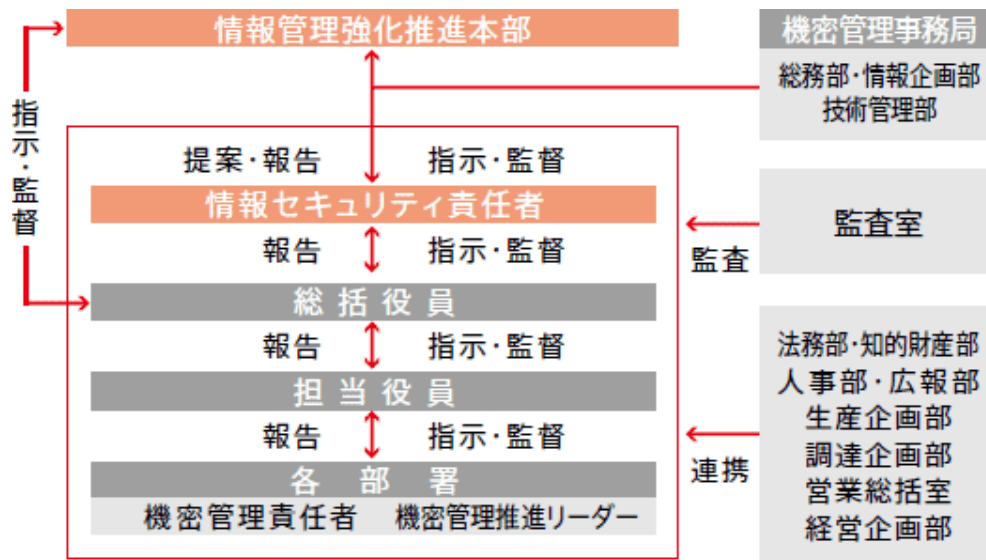 情報管理強化推進本部
機密管理事務局
総務部・情報企画部
技術管理部
指示・監督
提案・報告
指示・監督
情報セキュリティ責任者
報告
指示・監督
監査
監査室
総括役員
報告
指示・監督
担当役員
報告
指示・監督
連携
各部署
機密管理責任者
機密管理推進リーダー
法務部・知的財産部
人事部・広報部
生産企画部
調達企画部
営業総括室
経営企画部